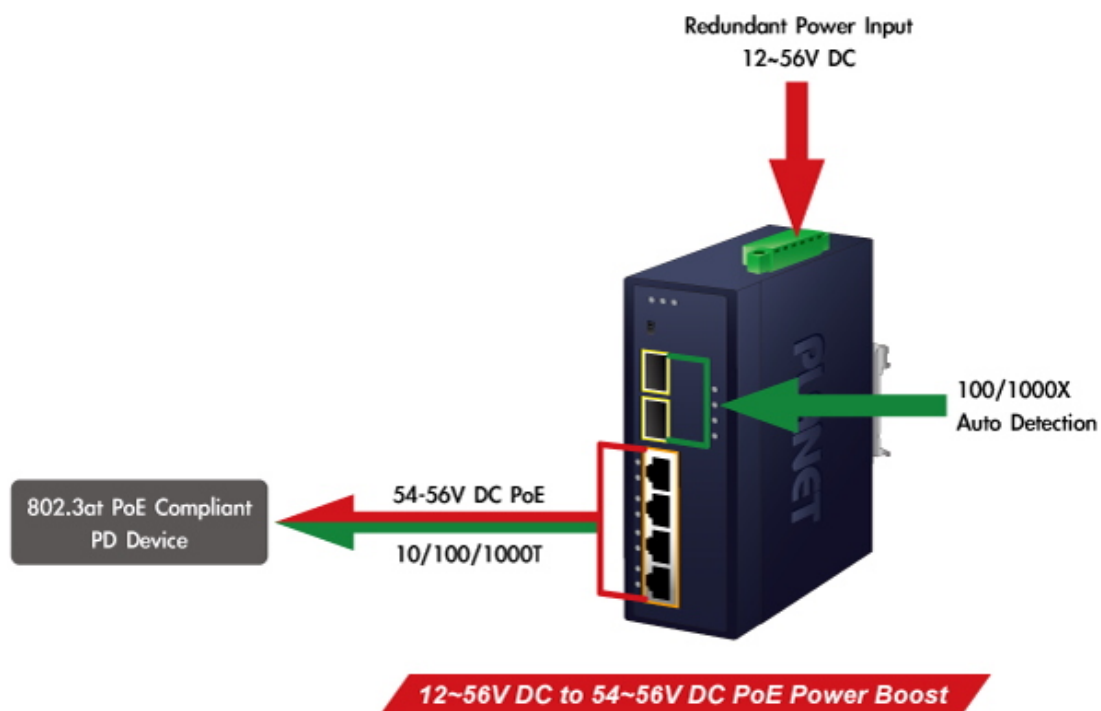 Redundant Power Input
12~56V DC
PLANET
100/1000X
Auto Detection
54-56V DC PoE
802.3at PoE Compliant
PD Device
10/100/1000T
12~56V DC to 54~56V DC PoE Power Boost